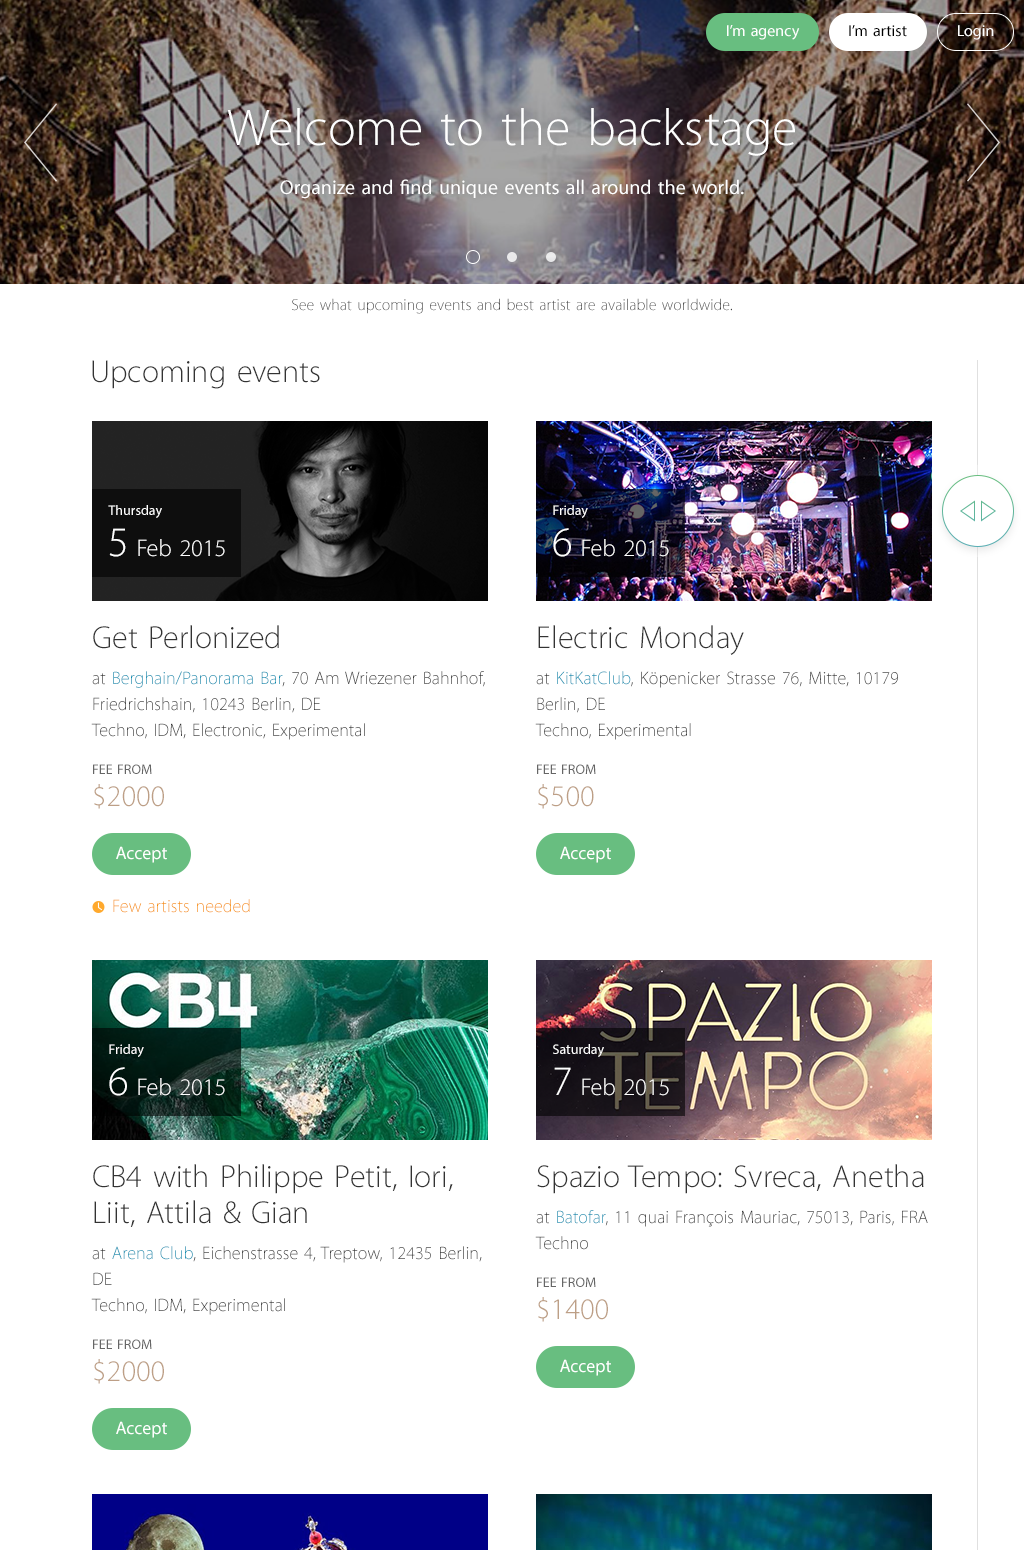 I'm agency
I'm artist
Login
Welcome to the backstage
Organize and find unique events all around the world.
See what upcoming events and best artist are available worldwide.
Upcoming events
Thursday
5 Feb 2015
Get Perlonized
at Berghain/Panorama Bar, 70 Am Wriezener Bahnhof,
Friedrichshain, 10243 Berlin, DE
Techno, IDM, Electronic, Experimental
FEE FROM
$2000
Accept
Few artists needed
Friday
6 Feb 2015
Electric Monday
at KitKatClub, Köpenicker Strasse 76, Mitte, 10179
Berlin, DE
Techno, Experimental
FEE FROM
$500
Accept
CB4
Friday
6 Feb 2015
CB4 with Philippe Petit, Iori,
Liit, Attila & Gian
at Arena Club, Eichenstrasse 4, Treptow, 12435 Berlin,
DE
Techno, IDM, Experimental
FEE FROM
$2000
Accept
SPAZIO
TEMPO
Saturday
7 Feb 2015
Spazio Tempo: Svreca, Anetha
at Batofar, 11 quai François Mauriac, 75013, Paris, FRA
Techno
FEE FROM
$1400
Accept